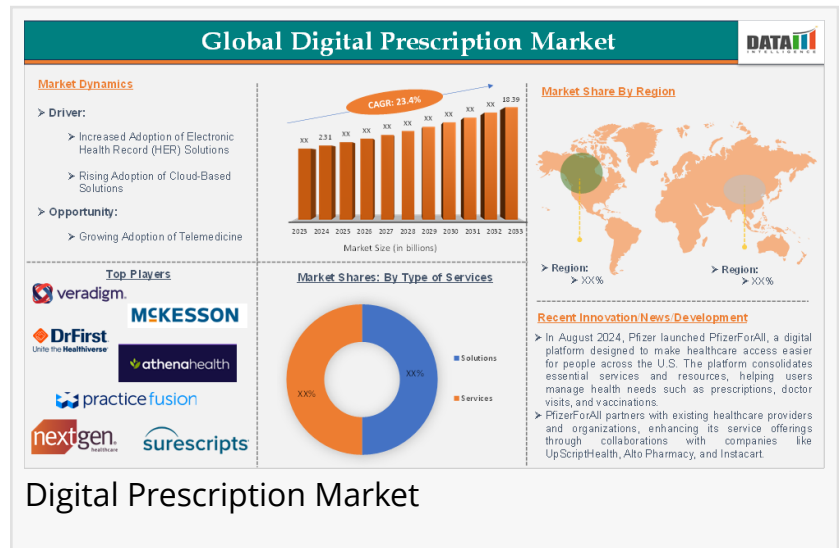 Global Digital Prescription Market
DATAM
INTELLIGENCE
Market Dynamics
Driver:
Increased Adoption of Electronic
Health Record (HER) Solutions
Rising Adoption of Cloud-Based
Solutions
Opportunity:
Growing Adoption of Telemedicine
CAGR: 23.4%
XX 2.31 XX XX XX XX XX XX XX XX 18.39
2023 2024 2025 2026 2027 2028 2029 2030 2031 2032 2033
Market Size (in billions)
Market Share By Region
Region:
XX%
Region:
XX%
Top Players
veradigm.
MCKESSON
DrFirst
Unite the Healthiverse
athenahealth
practice fusion
nextgen.
healthcare
surescripts
Market Shares: By Type of Services
XX%
XX%
Solutions
Services
Recent Innovation/News/Development
In August 2024, Pfizer launched PfizerForAll, a digital
platform designed to make healthcare access easier
for people across the U.S. The platform consolidates
essential services and resources, helping users
manage health needs such as prescriptions, doctor
visits, and vaccinations.
PfizerForAll partners with existing healthcare providers
and organizations, enhancing its service offerings
through collaborations with companies like
UpScriptHealth, Alto Pharmacy, and Instacart.
Digital Prescription Market